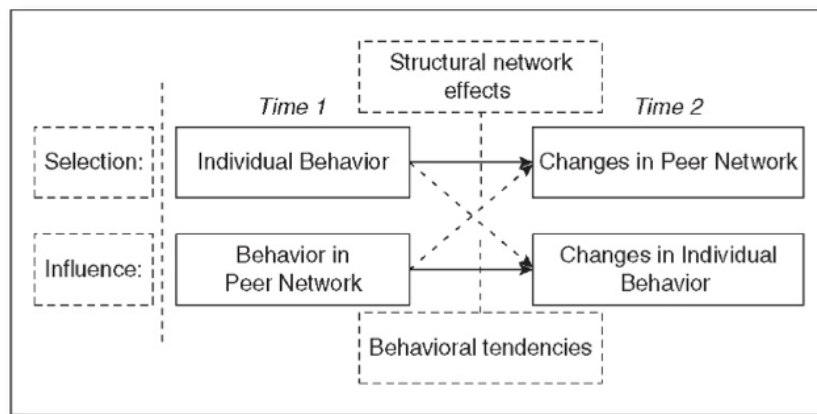 Structural network
effects
Time 1
Time 2
Selection:
Individual Behavior
Changes in Peer Network
Influence:
Behavior in
Peer Network
Changes in Individual
Behavior
Behavioral tendencies